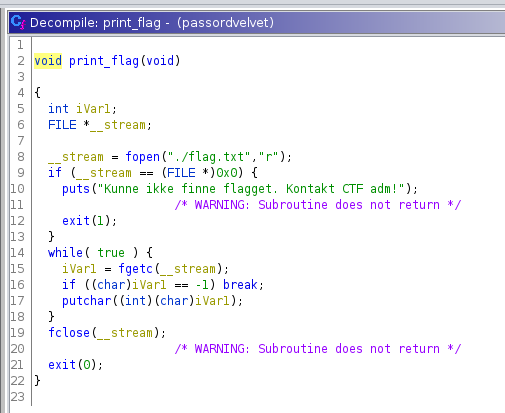 Decompile: print_flag - (passordvelvet)
1
2 void print_flag(void)
3
4 {
5 int iVar1;
6 FILE *__stream;
7
8 __stream = fopen("./flag.txt","r");
9 if (__stream == (FILE *)0x0) {
10 puts("Kunne ikke finne flagget. Kontakt CTF adm!");
11 /* WARNING: Subroutine does not return */
12 exit(1);
13 }
14 while( true ) {
15 iVar1 = fgetc(__stream);
16 if ((char)iVar1 == -1) break;
17 putchar((int)(char)iVar1);
18 }
19 fclose(__stream);
20 /* WARNING: Subroutine does not return */
21 exit(0);
22 }
23